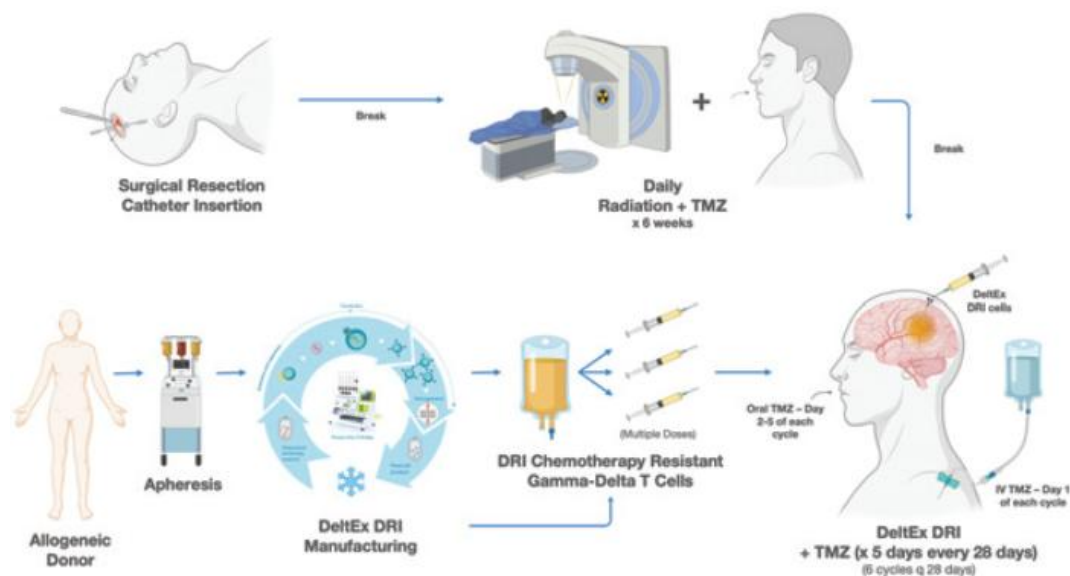 Break
Surgical Resection
Catheter Insertion
Daily
Radiation + TMZ
x 6 weeks
Break
DeltEx
DRI cells
Oral TMZ – Day
2-5 of each
cycle
(Multiple Doses)
IV TMZ – Day 1
of each cycle
Apheresis
DRI Chemotherapy Resistant
Gamma-Delta T Cells
Allogeneic
Donor
DeltEx DRI
Manufacturing
DeltEx DRI
+ TMZ (x 5 days every 28 days)
(6 cycles q 28 days)